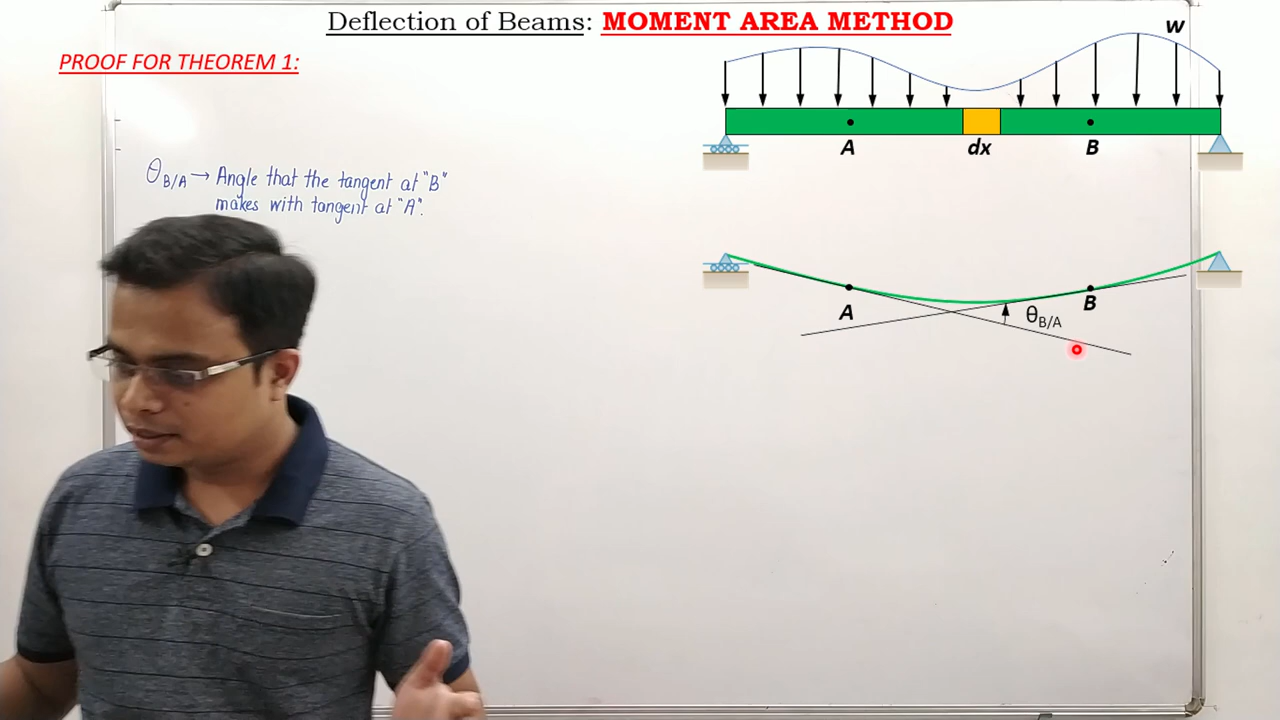 Deflection of Beams: MOMENT AREA METHOD
PROOF FOR THEOREM 1:
w
A dx B
θB/A → Angle that the tangent at "B"
makes with tangent at "A".
A B
θB/A